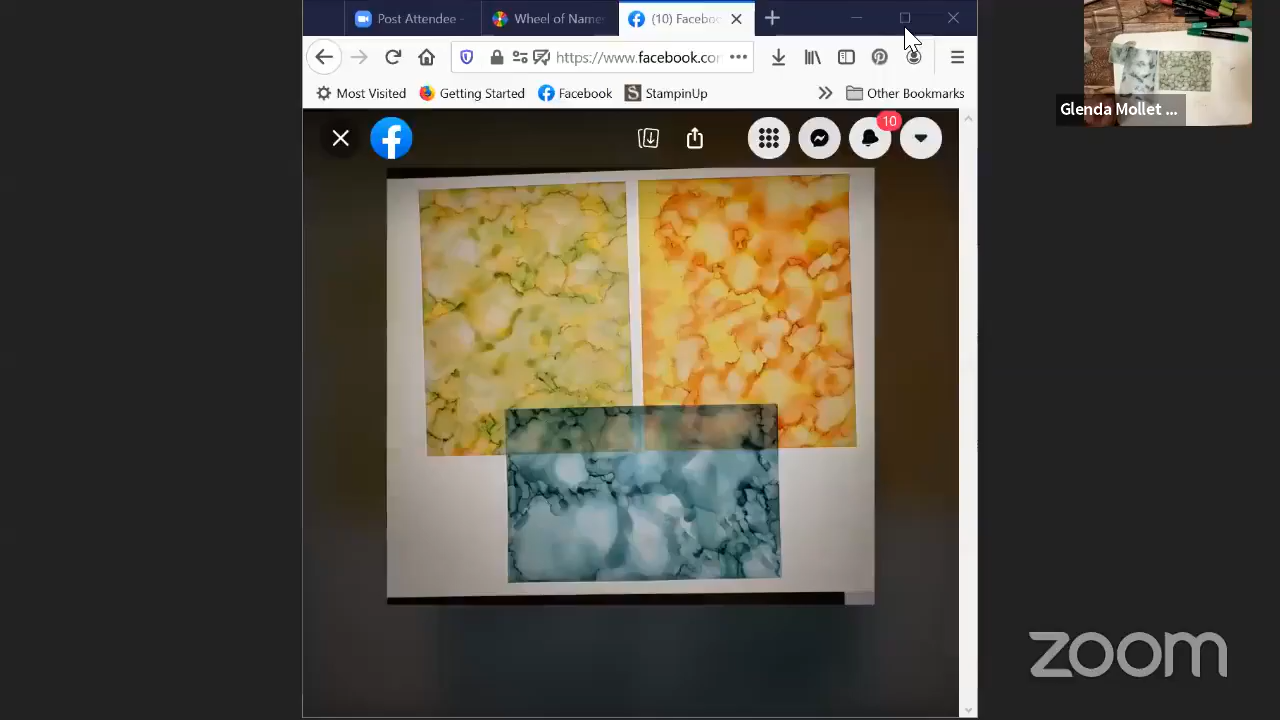 Post Attendee -
Wheel of Name
(10) Faceboo
https://www.facebook.co
Most Visited
Getting Started
Facebook
StampinUp
Other Bookmarks
10
Glenda Mollet ...
zoom